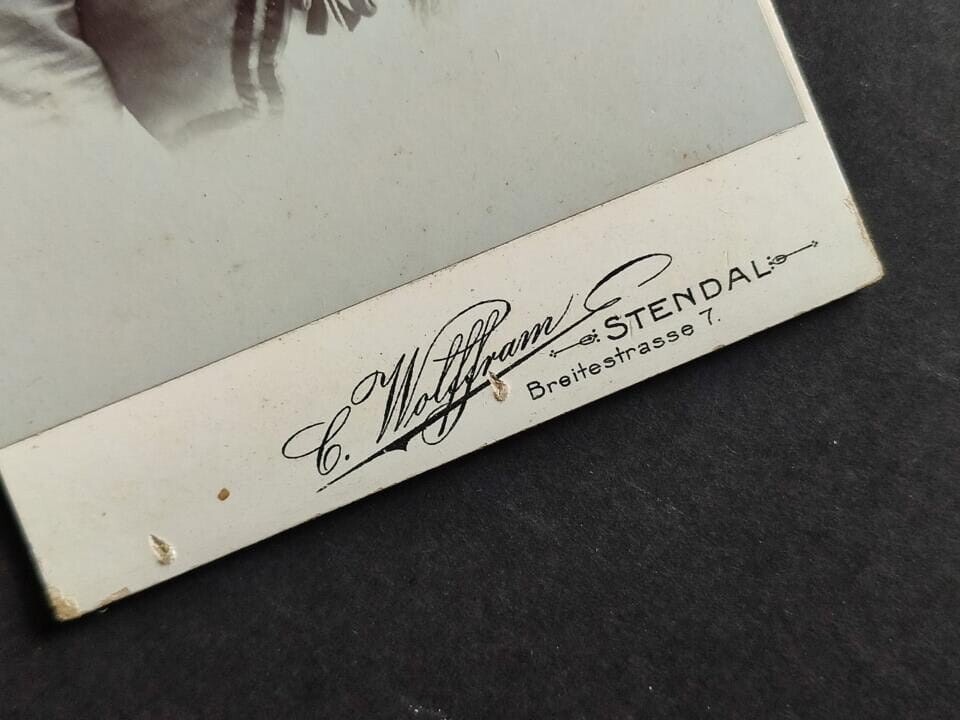 C. Wolffram
STENDAL
Breitestrasse 7.